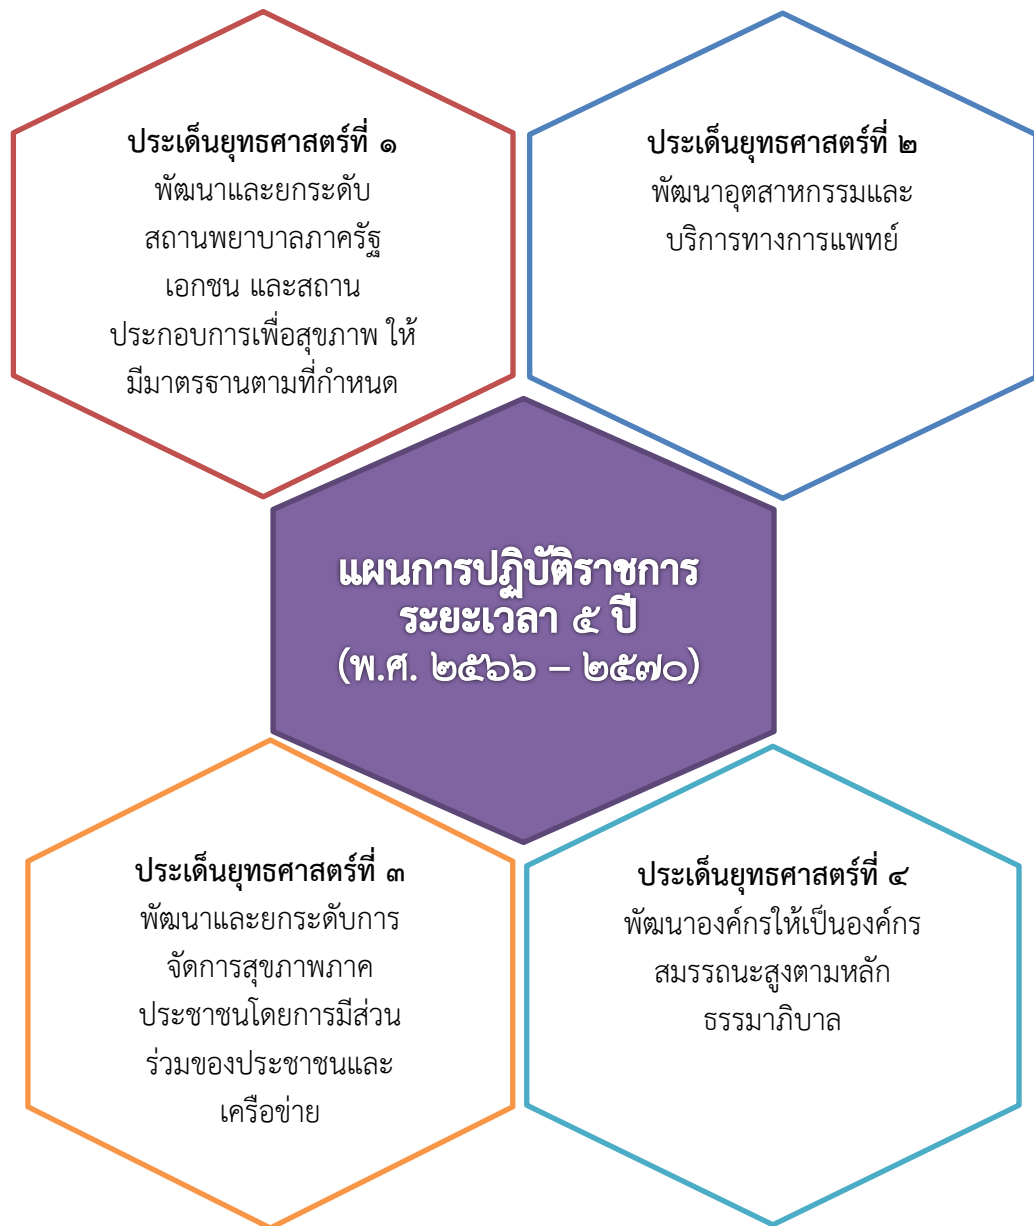 ประเด็นยุทธศาสตร์ที่ ๑
พัฒนาและยกระดับ
สถานพยาบาลภาครัฐ
เอกชน และสถาน
ประกอบการเพื่อสุขภาพ ให้
มีมาตรฐานตามที่กำหนด
ประเด็นยุทธศาสตร์ที่ ๒
พัฒนาอุตสาหกรรมและ
บริการทางการแพทย์
แผนการปฏิบัติราชการ
ระยะเวลา ๕ ปี
(พ.ศ. ๒๕๖๖ – ๒๕๗๐)
ประเด็นยุทธศาสตร์ที่ ๓
พัฒนาและยกระดับการ
จัดการสุขภาพภาค
ประชาชนโดยการมีส่วน
ร่วมของประชาชนและ
เครือข่าย
ประเด็นยุทธศาสตร์ที่ ๔
พัฒนาองค์กรให้เป็นองค์กร
สมรรถนะสูงตามหลัก
ธรรมาภิบาล